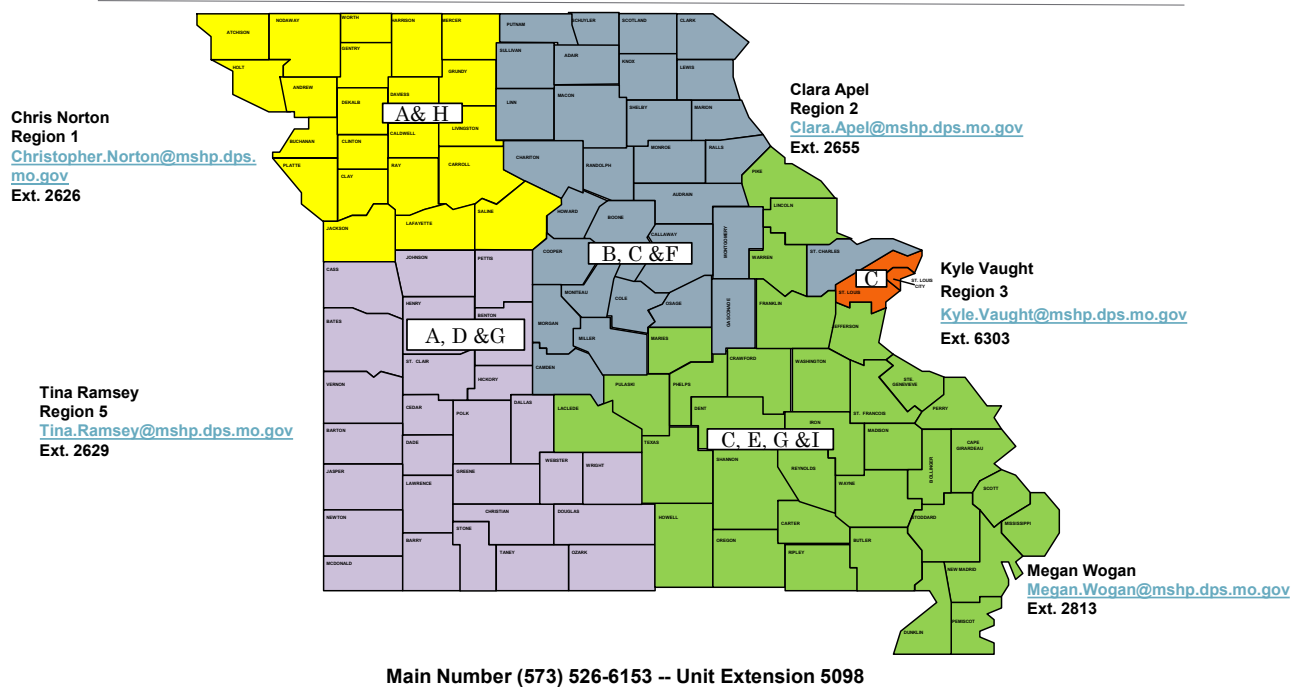 ATCHISON
NODAWAY
WORTH
HARRISON
MERCER
PUTNAM
SCHUYLER
SCOTLAND
CLARK
GENTRY
SULLIVAN
ADAIR
KNOX
LEWIS
HOLT
ANDREW
DEKALB
DAVIESS
GRUNDY
LINN
MACON
SHELBY
MARION
A& H
Clara Apel
Region 2
Clara.Apel@mshp.dps.mo.gov
Ext. 2655
Chris Norton
Region 1
Christopher.Norton@mshp.dps.
mo.gov
Ext. 2626
BUCHANAN
CLINTON
CALDWELL
LIVINGSTON
PLATTE
CLAY
RAY
CARROLL
CHARITON
RANDOLPH
MONROE
RALLS
PIKE
AUDRAIN
LINCOLN
JACKSON
LAFAYETTE
SALINE
HOWARD
BOONE
CALLAWAY
MONTGOMERY
WARREN
ST. CHARLES
B, C &F
COOPER
JOHNSON
PETTIS
CASS
C
ST. LOUIS
ST. LOUIS
CITY
Kyle Vaught
Region 3
Kyle.Vaught@mshp.dps.mo.gov
Ext. 6303
HENRY
BENTON
MONITEAU
COLE
OSAGE
GASCONADE
FRANKLIN
BATES
A, D &G
MORGAN
MILLER
MARIES
EFFERSON
ST. CLAIR
HICKORY
CAMDEN
PULASKI
PHELPS
CRAWFORD
WASHINGTON
STE.
GENEVIEVE
Tina Ramsey
Region 5
Tina.Ramsey@mshp.dps.mo.gov
Ext. 2629
VERNON
CEDAR
POLK
DALLAS
LACLEDE
DENT
IRON
ST. FRANCOIS
PERRY
BARTON
DADE
TEXAS
C, E, G &I
MADISON
CAPE
GIRARDEAU
BOLLINGER
JASPER
LAWRENCE
GREENE
WEBSTER
WRIGHT
SHANNON
REYNOLDS
WAYNE
SCOTT
NEWTON
CHRISTIAN
DOUGLAS
HOWELL
CARTER
STODDARD
MISSISSIPPI
MCDONALD
BARRY
STONE
TANEY
OZARK
OREGON
RIPLEY
BUTLER
NEW MADRID
Megan Wogan
Megan.Wogan@mshp.dps.mo.gov
Ext. 2813
DUNKLIN
PEMISCOT
Main Number (573) 526-6153 -- Unit Extension 5098